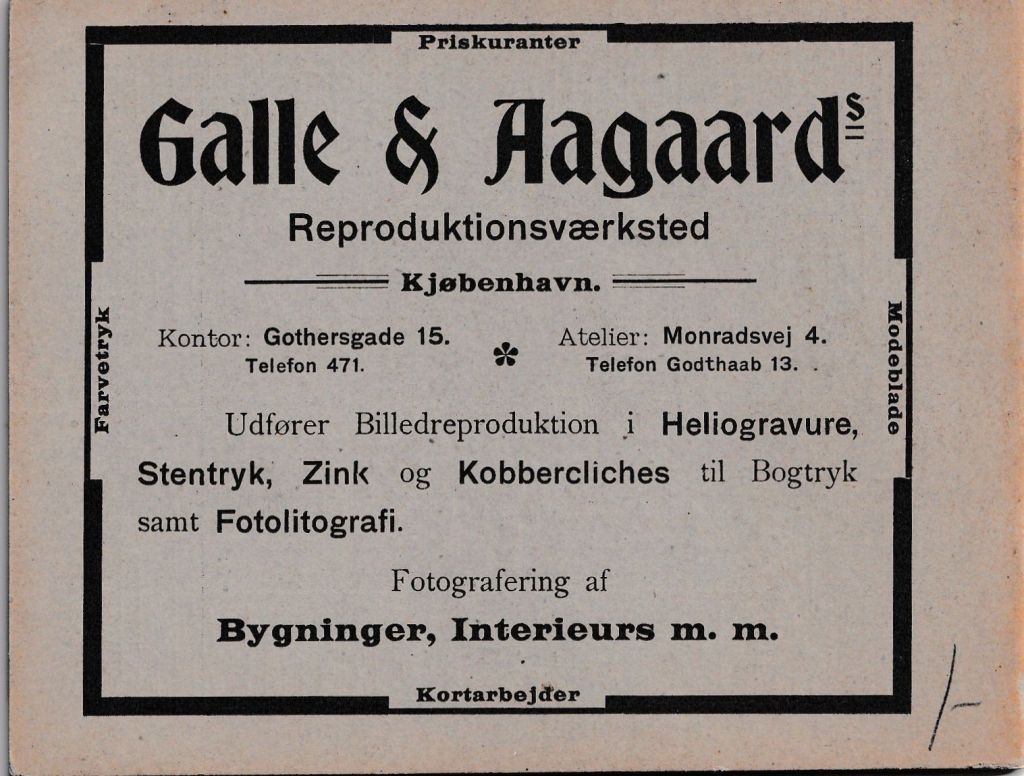 Priskuranter
Galle & Aagaards
Reproduktionsværksted
Kjøbenhavn.
Kontor: Gothersgade 15.
Telefon 471.
Atelier: Monradsvej 4.
Telefon Godthaab 13.
Farvetryk
Modeblade
Udfører Billedreproduktion i Heliogravure,
Stentryk, Zink og Kobbercliches til Bogtryk
samt Fotolitografi.
Fotografering af
Bygninger, Interieurs m. m.
Kortarbejder
/-